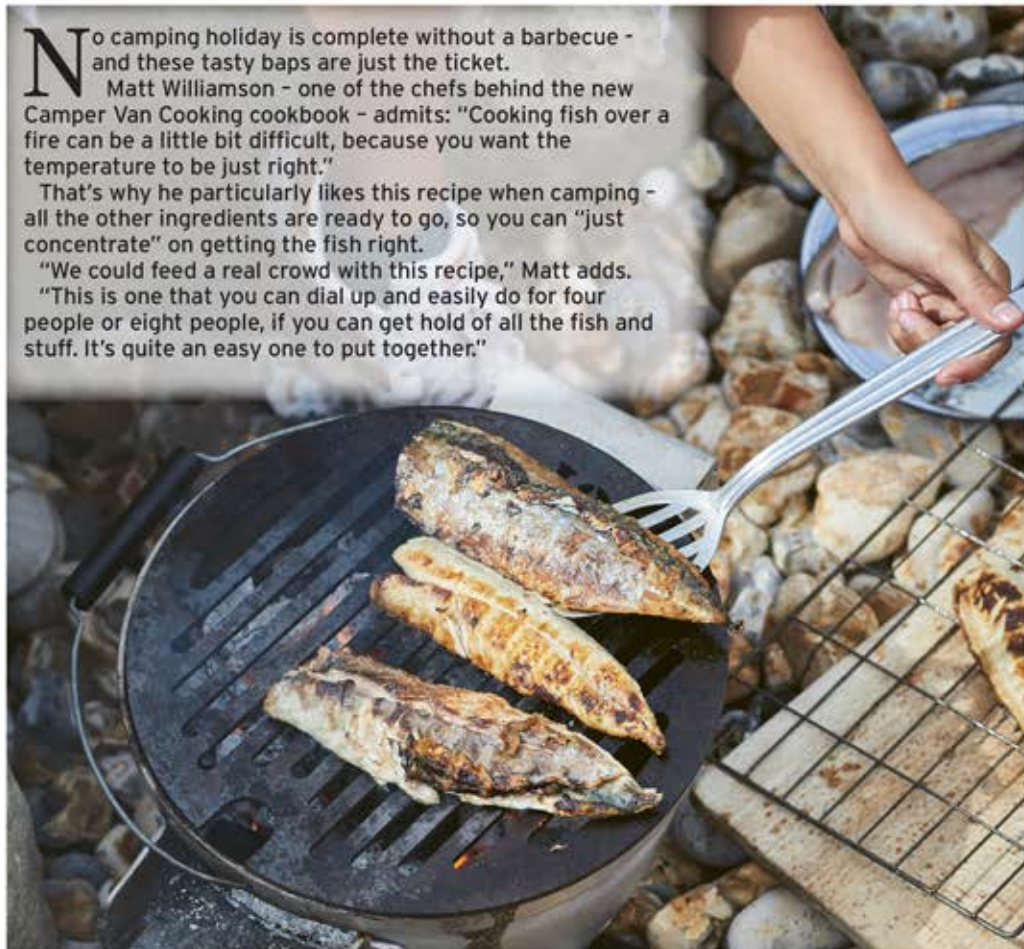 No camping holiday is complete without a barbecue -
and these tasty baps are just the ticket.
Matt Williamson – one of the chefs behind the new
Camper Van Cooking cookbook – admits: “Cooking fish over a
fire can be a little bit difficult, because you want the
temperature to be just right.”
That’s why he particularly likes this recipe when camping –
all the other ingredients are ready to go, so you can “just
concentrate” on getting the fish right.
“We could feed a real crowd with this recipe,” Matt adds.
“This is one that you can dial up and easily do for four
people or eight people, if you can get hold of all the fish and
stuff. It’s quite an easy one to put together.”